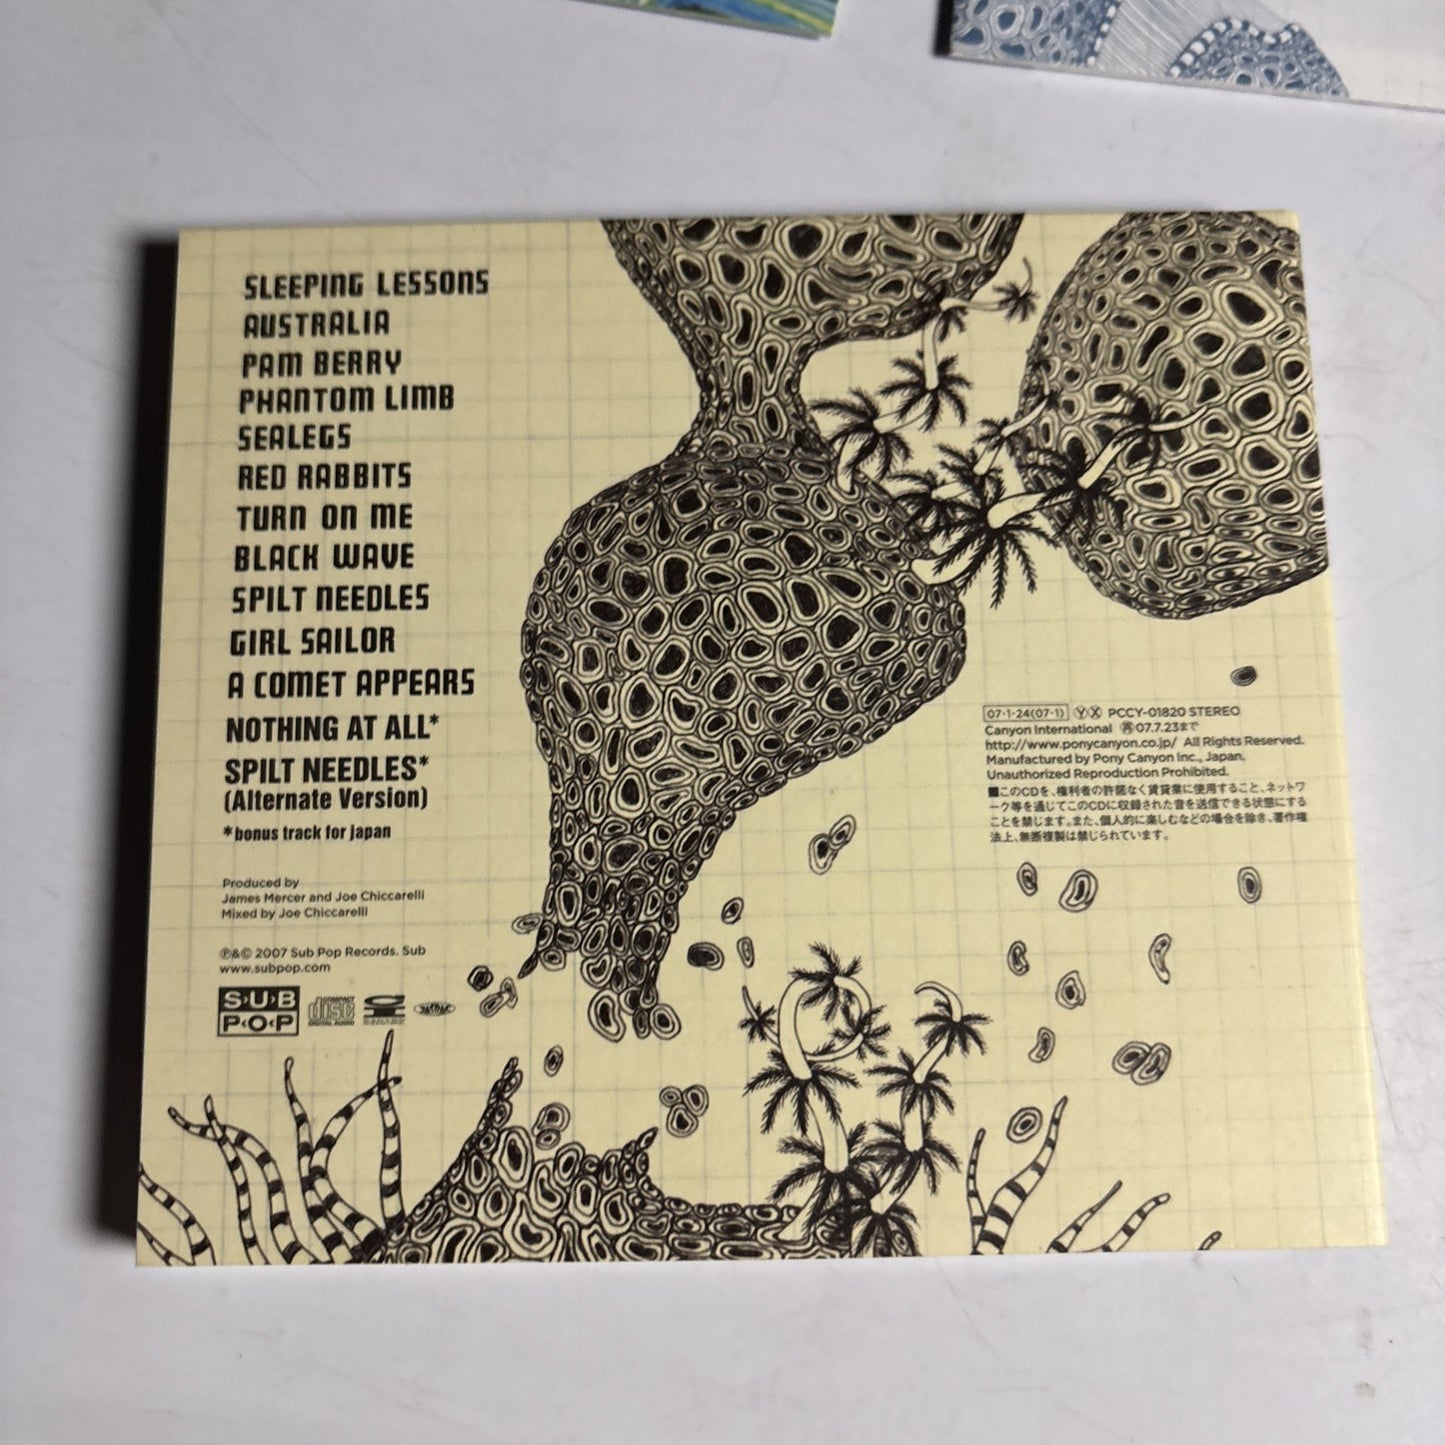 SLEEPING LESSONS
AUSTRALIA
PAM BERRY
PHANTOM LIMB
SEALEGS
RED RABBITS
TURN ON ME
BLACK WAVE
SPILT NEEDLES
GIRL SAILOR
A COMET APPEARS
NOTHING AT ALL*
SPILT NEEDLES*
(Alternate Version)
*bonus track for japan
Produced by
James Mercer and Joe Chiccarelli
Mixed by Joe Chiccarelli
℗&© 2007 Sub Pop Records. Sub
www.subpop.com
S·U·B
P·O·P
COMPACT
disc
DIGITAL AUDIO
07·1·24(07·1) Ⓨ Ⓧ PCCY-01820 STEREO
Canyon International ㊢07.7.23まで
http://www.ponycanyon.co.jp/ All Rights Reserved.
Manufactured by Pony Canyon Inc., Japan.
Unauthorized Reproduction Prohibited.
■このCDを、権利者の許諾なく賃貸業に使用すること、ネットワ
ーク等を通じてこのCDに収録された音を送信できる状態にする
ことを禁じます。また、個人的に楽しむなどの場合を除き、著作権
法上、無断複製は禁じられています。